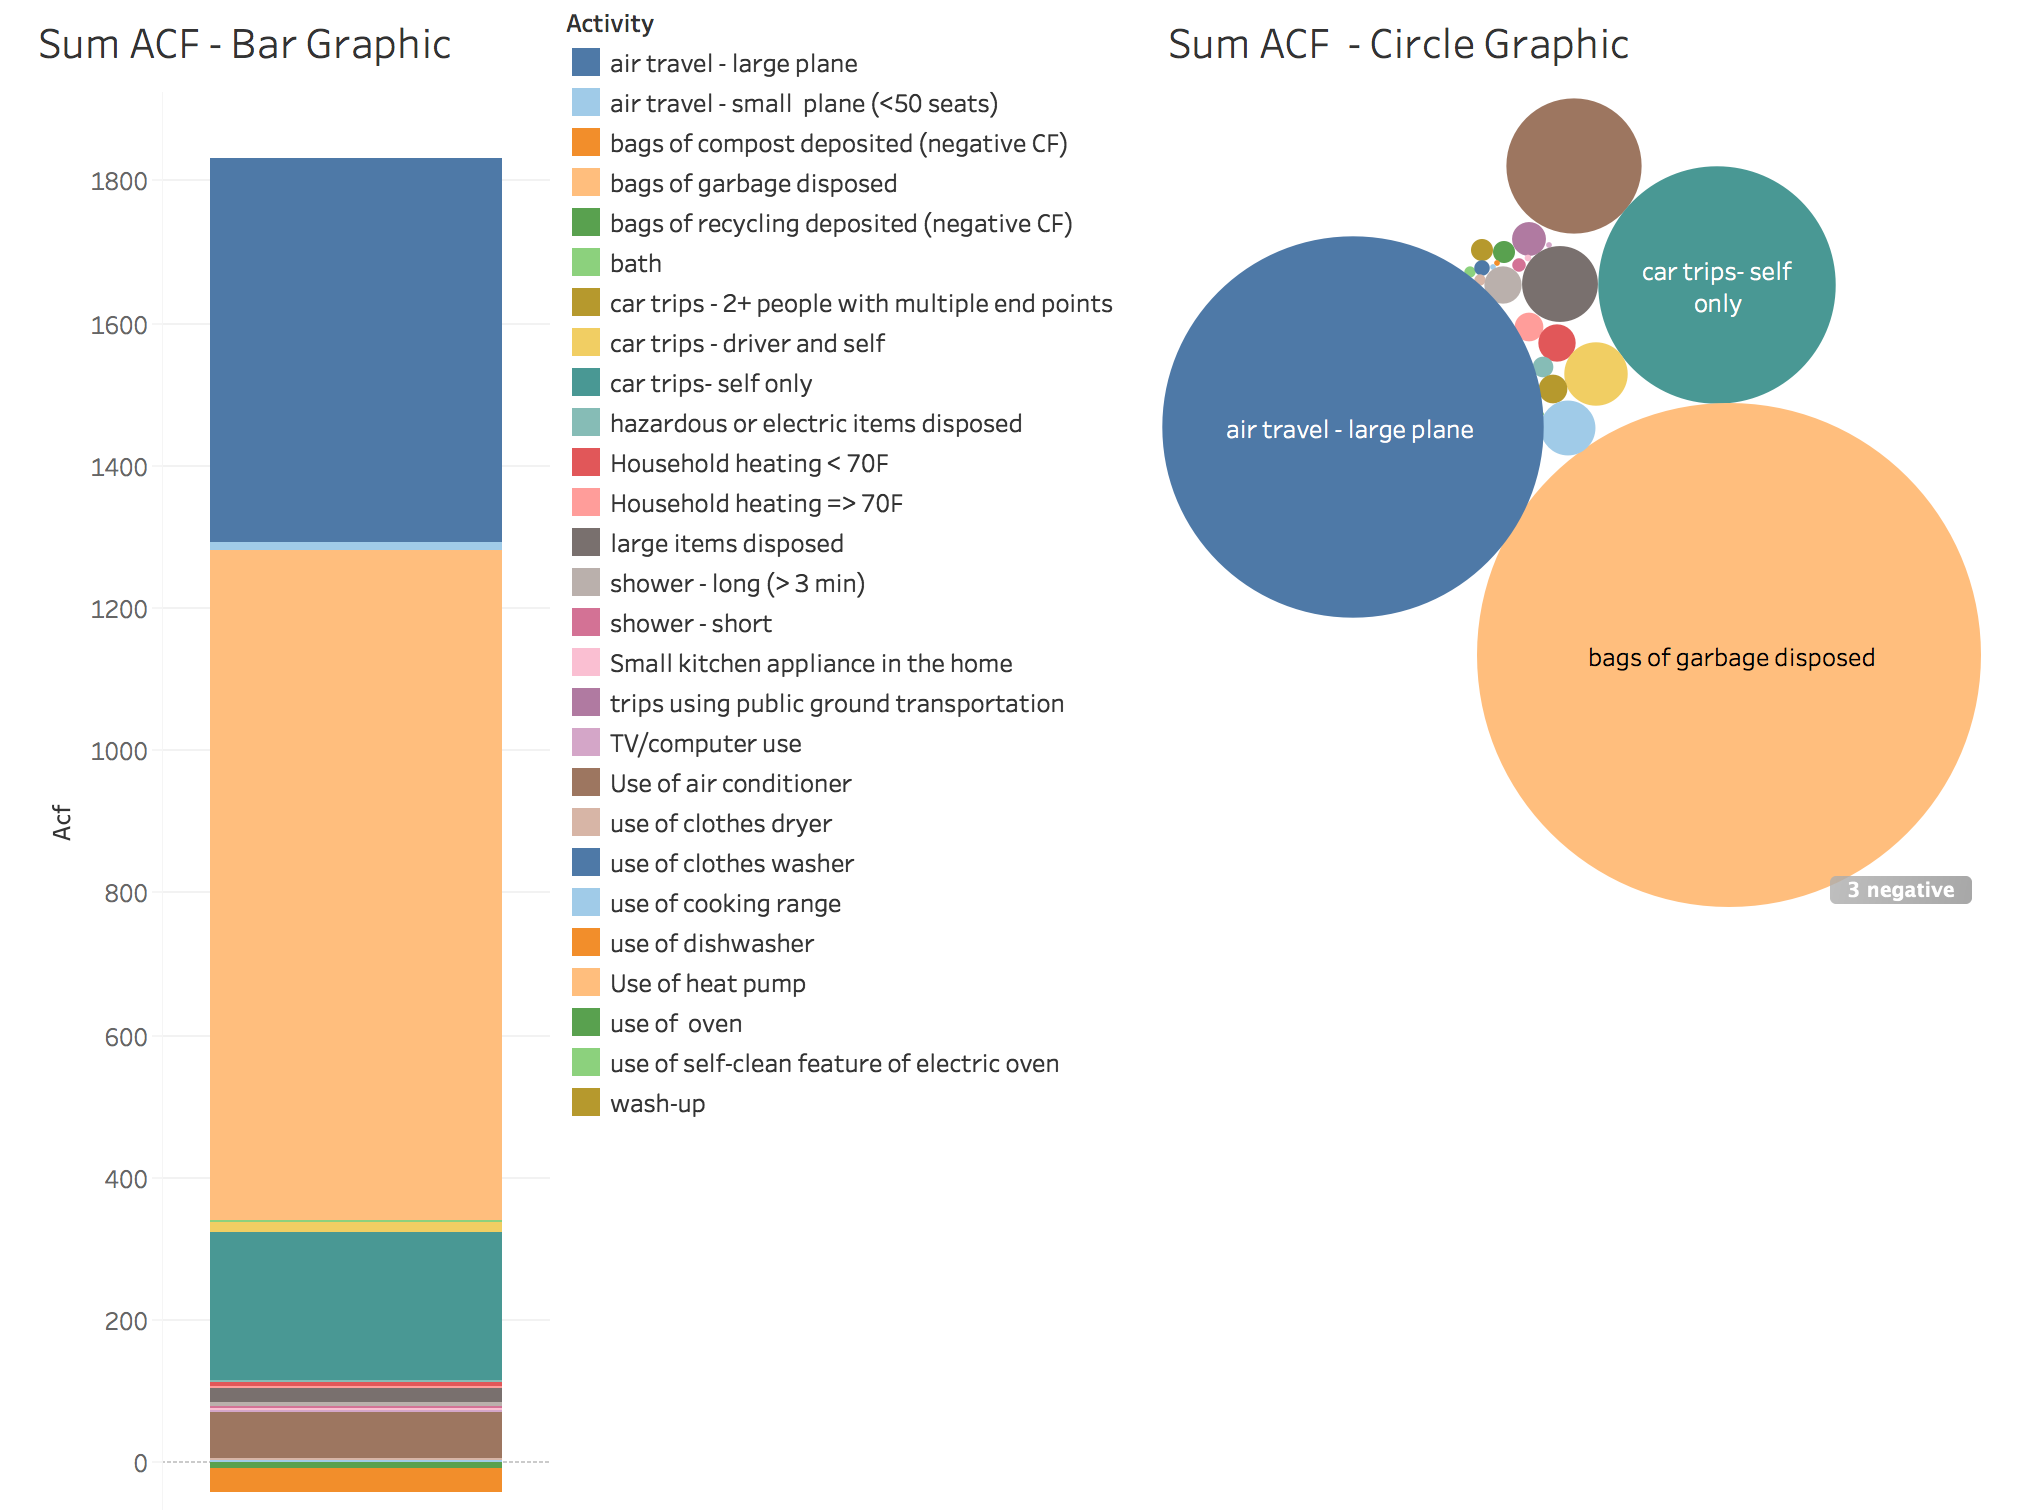 Sum ACF - Bar Graphic
1800
1600
1400
1200
1000
800
600
400
200
0
Acf
Activity
air travel - large plane
air travel - small  plane (<50 seats)
bags of compost deposited (negative CF)
bags of garbage disposed
bags of recycling deposited (negative CF)
bath
car trips - 2+ people with multiple end points
car trips - driver and self
car trips- self only
hazardous or electric items disposed
Household heating < 70F
Household heating => 70F
large items disposed
shower - long (> 3 min)
shower - short
Small kitchen appliance in the home
trips using public ground transportation
TV/computer use
Use of air conditioner
use of clothes dryer
use of clothes washer
use of cooking range
use of dishwasher
Use of heat pump
use of  oven
use of self-clean feature of electric oven
wash-up
Sum ACF  - Circle Graphic
car trips- self
only
air travel - large plane
bags of garbage disposed
3 negative